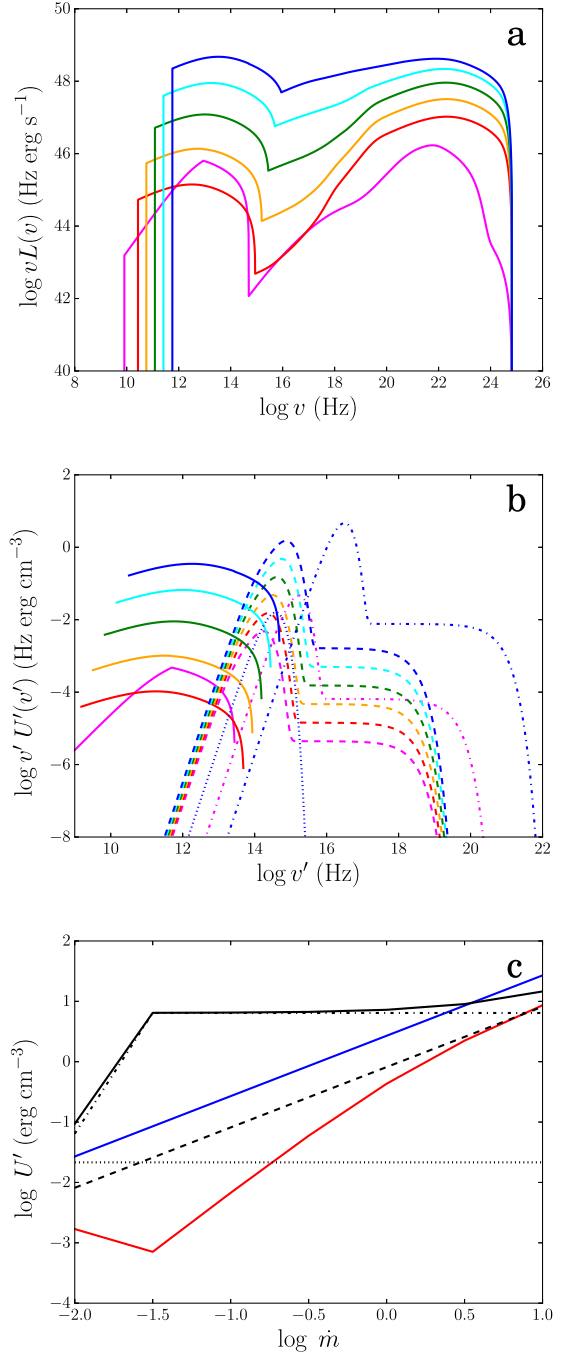 50
48
46
44
42
40
a
log νL(ν) (Hz erg s⁻¹)
8 10 12 14 16 18 20 22 24 26
log ν (Hz)
2
0
−2
−4
−6
−8
b
log ν′ U′(ν′) (Hz erg cm⁻³)
10 12 14 16 18 20 22
log ν′ (Hz)
2
1
0
−1
−2
−3
−4
c
log U′ (erg cm⁻³)
−2.0 −1.5 −1.0 −0.5 0.0 0.5 1.0
log ṁ